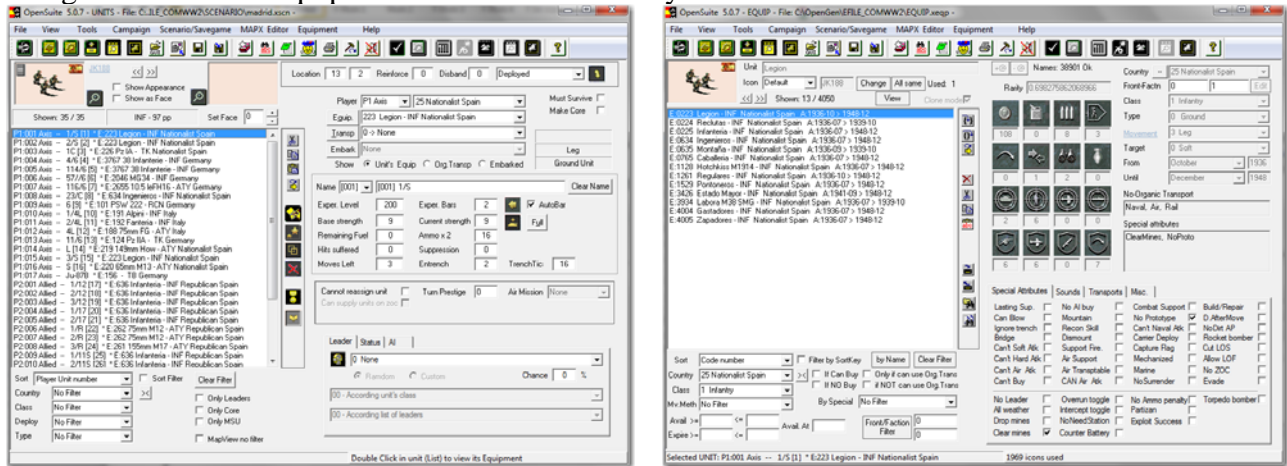 OpenSuite 5.0.7 - UNITS - File: C:\..ILE_COMWW2\SCENARIO\madrid.xscn -
File View Tools Campaign Scenario/Savegame MAPX Editor Equipment Help
JK188
Show Appearance
Show as Face
Shown: 35 / 35
INF - 97 pp
Set Face 0
Location 13 2 Reinforce 0 Disband 0 Deployed
Player P1 Axis 25 Nationalist Spain
Must Survive
Equip. 223 Legion - INF Nationalist Spain
Make Core
Transp 0-> None
Embark None
Leg
Show Unit's Equip Org.Transp Embarked
Ground Unit
P1:001 Axis -- 1/S [1] * E:223 Legion - INF Nationalist Spain
P1:002 Axis -- 2/S [2] * E:223 Legion - INF Nationalist Spain
P1:003 Axis -- 1C [3] * E:226 Pz IA - TK Nationalist Spain
P1:004 Axis -- 4/6 [4] * E:3767 38 Infanterie - INF Germany
P1:005 Axis -- 114/6 [5] * E:3767 38 Infanterie - INF Germany
P1:006 Axis -- 57//6 [6] * E:2046 MG34 - INF Germany
P1:007 Axis -- 116/6 [7] * E:2655 10.5 leFH16 - ATY Germany
P1:008 Axis -- 23/C [8] * E:634 Ingenieros - INF Nationalist Spain
P1:009 Axis -- 6 [9] * E:101 PSW 222 - RCN Germany
P1:010 Axis -- 1/4L [10] * E:191 Alpini - INF Italy
P1:011 Axis -- 2/4L [11] * E:192 Fanteria - INF Italy
P1:012 Axis -- 4L [12] * E:188 75mm FG - ATY Italy
P1:013 Axis -- 11/6 [13] * E:124 Pz IIA - TK Germany
P1:014 Axis -- L [14] * E:219 149mm How - ATY Nationalist Spain
P1:015 Axis -- 3/S [15] * E:223 Legion - INF Nationalist Spain
P1:016 Axis -- S [16] * E:220 65mm M13 - ATY Nationalist Spain
P1:017 Axis -- Ju-87B * E:156 - TB Germany
P2:001 Allied -- 1/12 [17] * E:636 Infanteria - INF Republican Spain
P2:002 Allied -- 2/12 [18] * E:636 Infanteria - INF Republican Spain
P2:003 Allied -- 3/12 [19] * E:636 Infanteria - INF Republican Spain
P2:004 Allied -- 1/17 [20] * E:636 Infanteria - INF Republican Spain
P2:005 Allied -- 2/17 [21] * E:636 Infanteria - INF Republican Spain
P2:006 Allied -- 1/R [22] * E:262 75mm M12 - ATY Republican Spain
P2:007 Allied -- 2/R [23] * E:262 75mm M12 - ATY Republican Spain
P2:008 Allied -- 3/R [24] * E:261 155mm M17 - ATY Republican Spain
P2:009 Allied -- 1/11S [25] * E:636 Infanteria - INF Republican Spain
P2:010 Allied -- 2/11S [26] * E:636 Infanteria - INF Republican Spain
Name [001] [001] 1/S Clear Name
Exper. Level 200 Exper. Bars 2 AutoBar
Base strength 9 Current strength 9 Full
Remaining Fuel 0 Ammo x 2 16
Hits suffered 0 Suppression 0
Moves Left 3 Entrench 2 TrenchTic 16
Cannot reassign unit Turn Prestige 0 Air Mission None
Can supply units on zoc
Leader Status AI
0 None
Random Custom Chance 0 %
00 - According unit's class
00 - According list of leaders
Sort Player Unit number Sort Filter Clear Filter
Country No Filter >< Only Leaders
Class No Filter Only Core
Deploy No Filter Only MSU
Type No Filter MapView no filter
Double Click in unit (List) to view its Equipment
OpenSuite 5.0.7 - EQUIP - File: C:\OpenGen\EFILE_COMWW2\EQUIP.xeqp -
File View Tools Campaign Scenario/Savegame MAPX Editor Equipment Help
Unit Legion
Icon Default JK188 Change All same Used. 1
<< >> Shown: 13 / 4050 View Clone mode
E:0223 Legion - INF Nationalist Spain A:1936-10 > 1948-12
E:0224 Reclutas - INF Nationalist Spain A:1936-07 > 1939-10
E:0225 Infanteria - INF Nationalist Spain A:1936-07 > 1948-12
E:0634 Ingenieros - INF Nationalist Spain A:1936-07 > 1948-12
E:0635 Montaña - INF Nationalist Spain A:1936-09 > 1939-10
E:0765 Caballeria - INF Nationalist Spain A:1936-07 > 1948-12
E:1128 Hotchkiss M1914 - INF Nationalist Spain A:1936-07 > 1948-12
E:1261 Regulares - INF Nationalist Spain A:1936-07 > 1948-12
E:1529 Pontoneros - INF Nationalist Spain A:1936-07 > 1948-12
E:3426 Estado Mayor - INF Nationalist Spain A:1941-09 > 1948-12
E:3934 Labora M38 SMG - INF Nationalist Spain A:1936-07 > 1939-10
E:4004 Gastadores - INF Nationalist Spain A:1936-07 > 1948-12
E:4005 Zapadores - INF Nationalist Spain A:1936-07 > 1948-12
Sort Code number Filter by SortKey by Name Clear Filter
Country 25 Nationalist Spain >< If Can Buy Only if can use Org.Trans
Class 1 Infantry If NO Buy if NOT can use Org.Trans
Mv.Meth No Filter By Special No Filter
Avail >= <= Avail. At Front/Faction Filter 0
Expire >= <= 0
Names: 38901 Ok
Rarity 0.698275862068966
108 0 8 3
0 1 2 0
2 6 0 0
6 6 0 7
Country 25 Nationalist Spain
Front-Factn 0 1 Edit
Class 1 Infantry
Type 0 Ground
Movement 3 Leg
Target 0 Soft
From October 1936
Until December 1948
No-Organic Transport
Naval, Air, Rail
Special attributes
ClearMines, NoProto
Special Attributes Sounds Transports Misc.
Lasting Sup. No AI buy Combat Support Build/Repair
Can Blow Mountain No Prototype D.AfterMove
Ignore trench Recon Skill Can't Naval Atk NoDirt AP
Bridge Dismount Carrier Deploy Rocket bomber
Can't Soft Atk Support Fire. Capture Flag Cut LOS
Can't Hard Atk Air Support Mechanized Allow LOF
Can't Air Atk Air Transptable Marine No ZOC
Can't Buy CAN Air Atk NoSurrender Evade
No Leader Overrun toggle No Ammo penalty Torpedo bomber
All weather Intercept toggle Partizan
Drop mines NoNeedStation Exploit Success
Clear mines Counter Battery
Selected UNIT: P1:001 Axis -- 1/S [1] * E:223 Legion - INF Nationalist Spain 1969 icons used